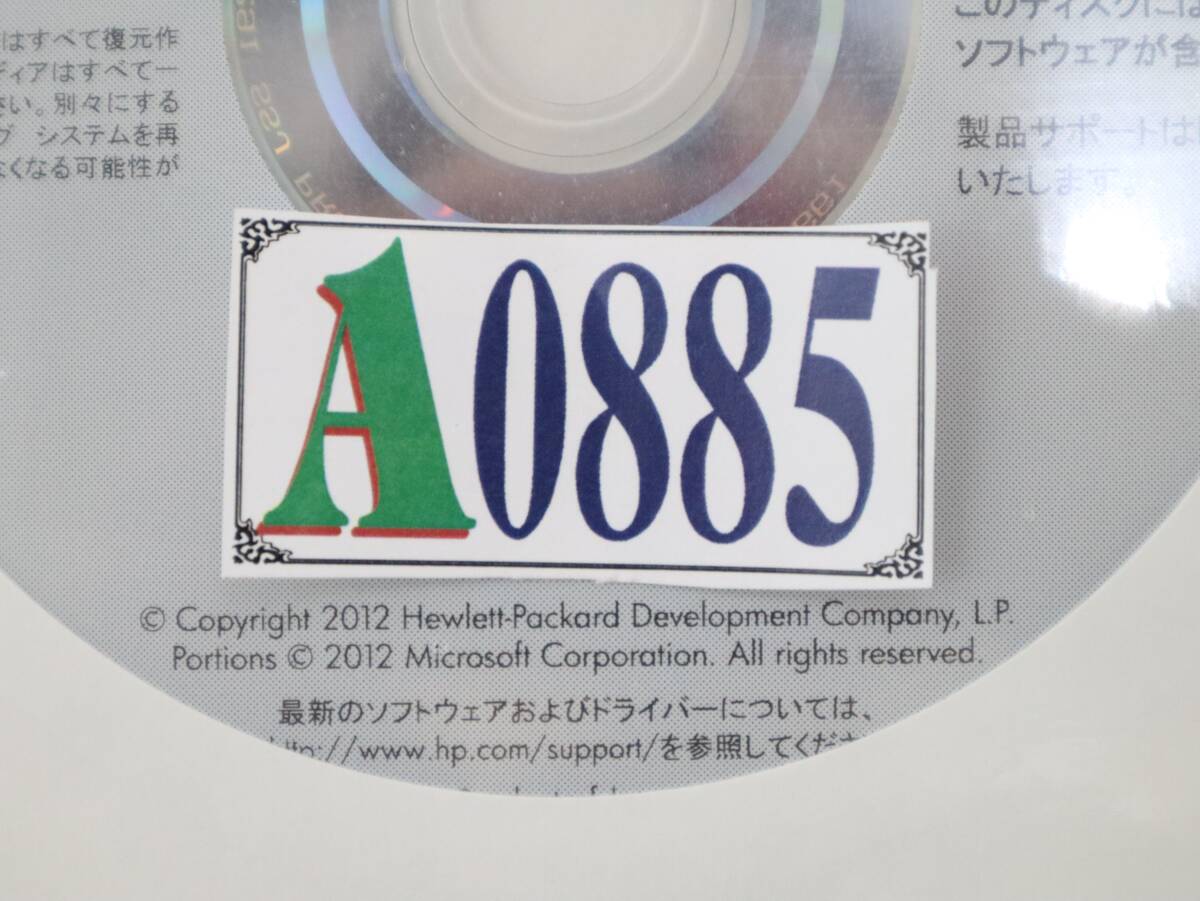 はすべて復元作
ディアはすべて一
さい。別々にする
グ システムを再
なくなる可能性が
このディスクには
ソフトウェアが含
製品サポートは
いたします。
A0885
© Copyright 2012 Hewlett-Packard Development Company, L.P.
Portions © 2012 Microsoft Corporation. All rights reserved.
最新のソフトウェアおよびドライバーについては、
http://www.hp.com/support/を参照してくださ